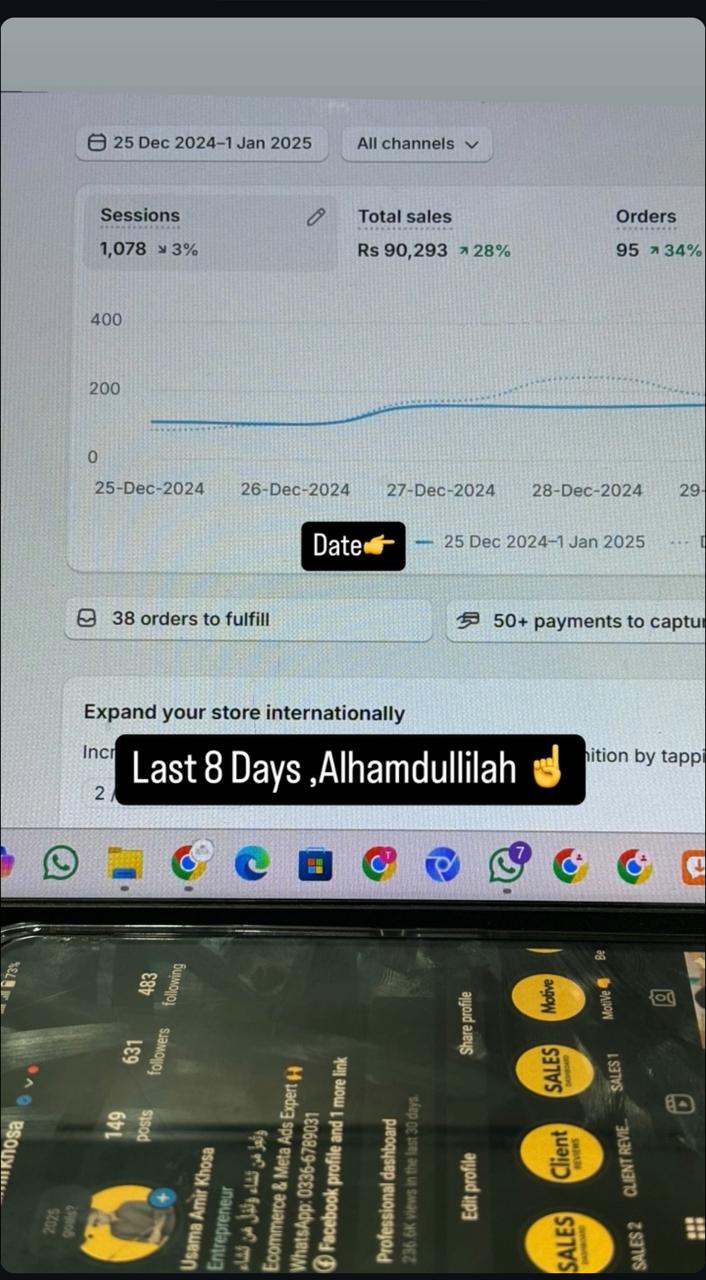 25 Dec 2024–1 Jan 2025
All channels
Sessions
Total sales
Orders
1,078 ↘ 3%
Rs 90,293 ↗ 28%
95 ↗ 34%
400
200
0
25-Dec-2024 26-Dec-2024 27-Dec-2024 28-Dec-2024 29-
Date👉
25 Dec 2024–1 Jan 2025
38 orders to fulfill
50+ payments to captur
Expand your store internationally
Incr
nition by tappi
Last 8 Days ,Alhamdullilah ☝️
2 /
T
7
73%
Khosa
2025
goals?
149
posts
631
followers
483
following
Usama Amir Khosa
Entrepreneur
وَتُعِزُّ مَن تَشَاءُ وَتُذِلُّ مَن تَشَاءُ
Ecommerce & Meta Ads Expert
WhatsApp: 0336-6789031
Facebook profile and 1 more link
Professional dashboard
236.6K views in the last 30 days.
Edit profile
Share profile
SALES
DASHBOARD
Client
REVIEWS
SALES
DASHBOARD
Motive
SALES 2
CLIENT REVIE...
SALES 1
MotiVe
Be